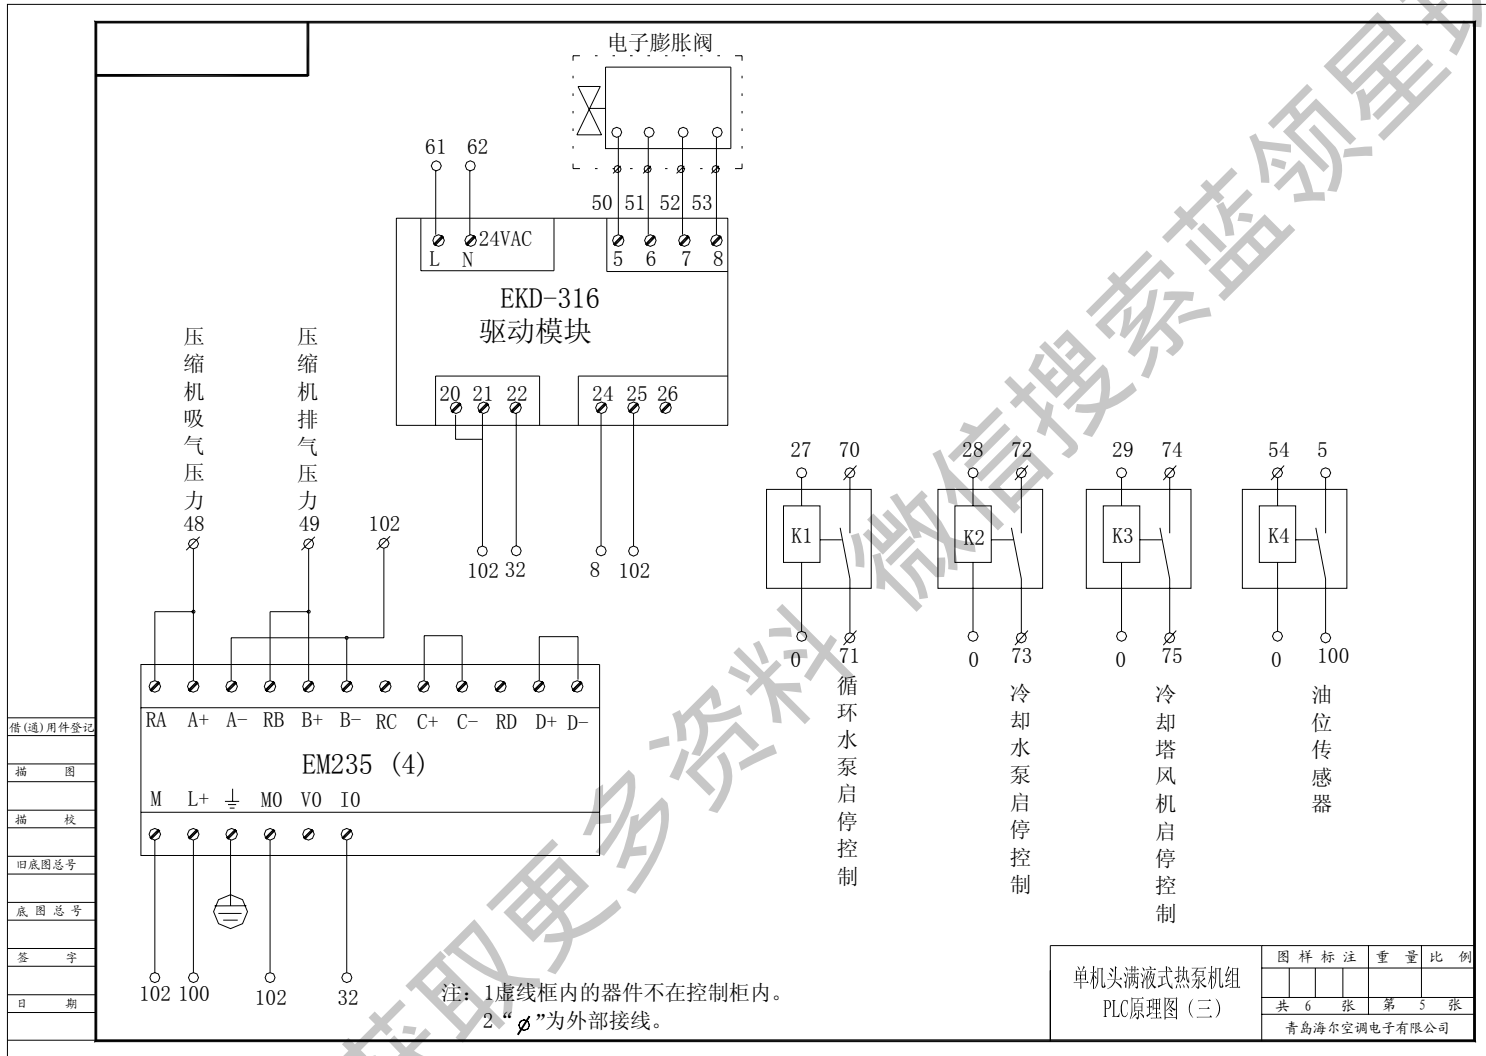 电子膨胀阀
61 62
50 51 52 53
24VAC
L N 5 6 7 8
EKD-316
驱动模块
20 21 22 24 25 26
102 32 8 102
压缩机吸气压力
48
压缩机排气压力
49
102
RA A+ A- RB B+ B- RC C+ C- RD D+ D-
EM235 (4)
M L+ M0 V0 I0
102 100 102 32
27 70
K1
0 71
循环水泵启停控制
28 72
K2
0 73
冷却水泵启停控制
29 74
K3
0 75
冷却塔风机启停控制
54 5
K4
0 100
油位传感器
注: 1虚线框内的器件不在控制柜内。
2“ø”为外部接线。
借(通)用件登记
描 图
描 校
旧底图总号
底图总号
签 字
日 期
单机头满液式热泵机组
PLC原理图（三）
图样标注 重量 比例
共 6 张 第 5 张
青岛海尔空调电子有限公司
获取更多资料 微信搜索蓝领星球